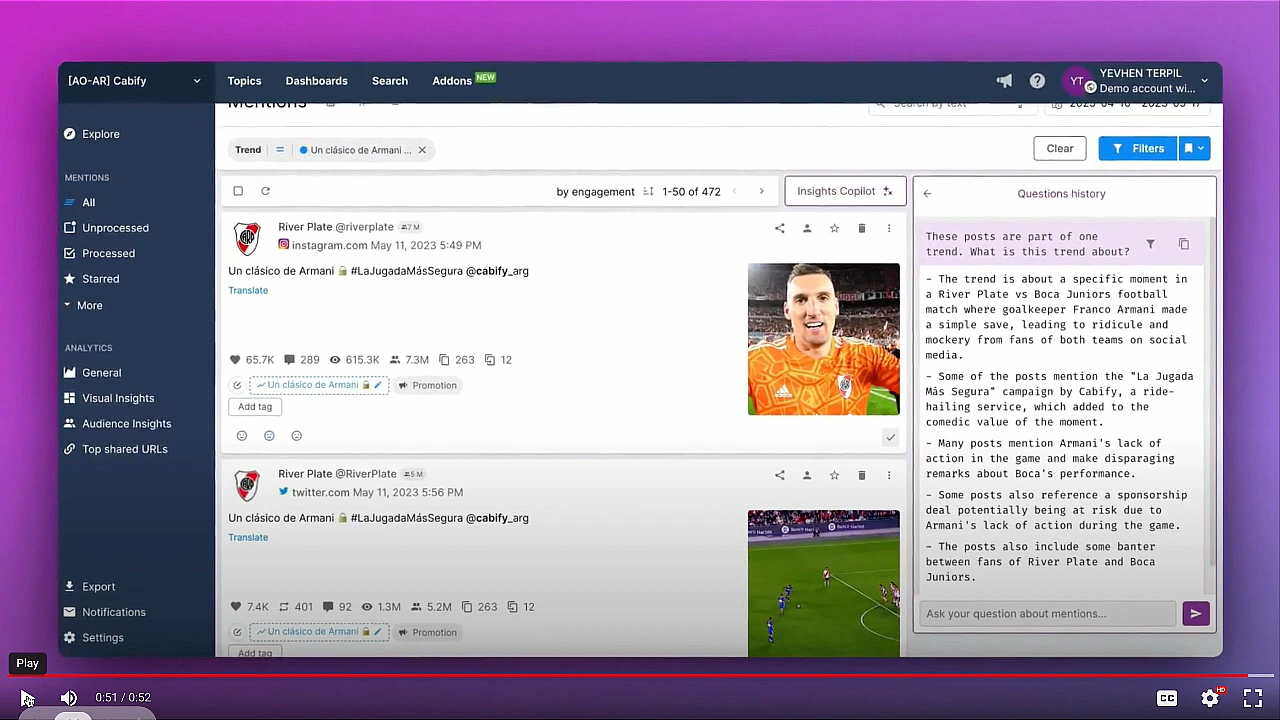 [AO-AR] Cabify
Topics
Dashboards
Search
Addons NEW
YT
YEVHEN TERPIL
Demo account wi...
Explore
MENTIONS
All
Unprocessed
Processed
Starred
More
ANALYTICS
General
Visual Insights
Audience Insights
Top shared URLs
Export
Notifications
Settings
Mentions
Search by text
Trend = Un clásico de Armani ...
Clear
Filters
by engagement 1-50 of 472
Insights Copilot
River Plate @riverplate 7 M
instagram.com May 11, 2023 5:49 PM
Un clásico de Armani #LaJugadaMásSegura @cabify_arg
Translate
65.7K 289 615.3K 7.3M 263 12
Un clásico de Armani
Promotion
Add tag
River Plate @RiverPlate 5 M
twitter.com May 11, 2023 5:56 PM
Un clásico de Armani #LaJugadaMásSegura @cabify_arg
Translate
7.4K 401 92 1.3M 5.2M 263 12
Un clásico de Armani
Promotion
Add tag
Questions history
These posts are part of one
trend. What is this trend about?
- The trend is about a specific moment in
a River Plate vs Boca Juniors football
match where goalkeeper Franco Armani made
a simple save, leading to ridicule and
mockery from fans of both teams on social
media.
- Some of the posts mention the "La Jugada
Más Segura" campaign by Cabify, a ride-
hailing service, which added to the
comedic value of the moment.
- Many posts mention Armani's lack of
action in the game and make disparaging
remarks about Boca's performance.
- Some posts also reference a sponsorship
deal potentially being at risk due to
Armani's lack of action during the game.
- The posts also include some banter
between fans of River Plate and Boca
Juniors.
Ask your question about mentions...
Play
0:51 / 0:52
CC
HD